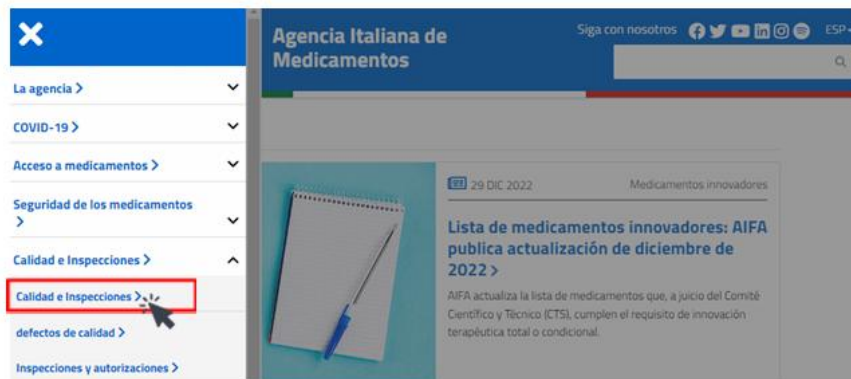 La agencia >
COVID-19 >
Acceso a medicamentos >
Seguridad de los medicamentos
>
Calidad e Inspecciones >
Calidad e Inspecciones >
defectos de calidad >
Inspecciones y autorizaciones >
Agencia Italiana de
Medicamentos
Siga con nosotros
ESP
29 DIC 2022
Medicamentos innovadores
Lista de medicamentos innovadores: AIFA
publica actualización de diciembre de
2022 >
AIFA actualiza la lista de medicamentos que, a juicio del Comité
Científico y Técnico (CTS), cumplen el requisito de innovación
terapéutica total o condicional.